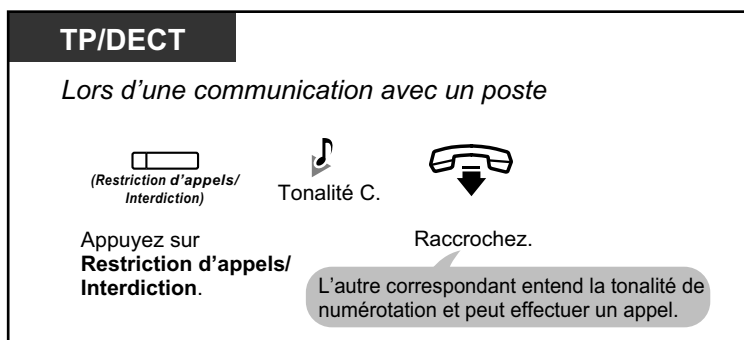 TP/DECT
Lors d'une communication avec un poste
(Restriction d'appels/
Interdiction)
Tonalité C.
Appuyez sur
Restriction d'appels/
Interdiction.
Raccrochez.
L'autre correspondant entend la tonalité de
numérotation et peut effectuer un appel.